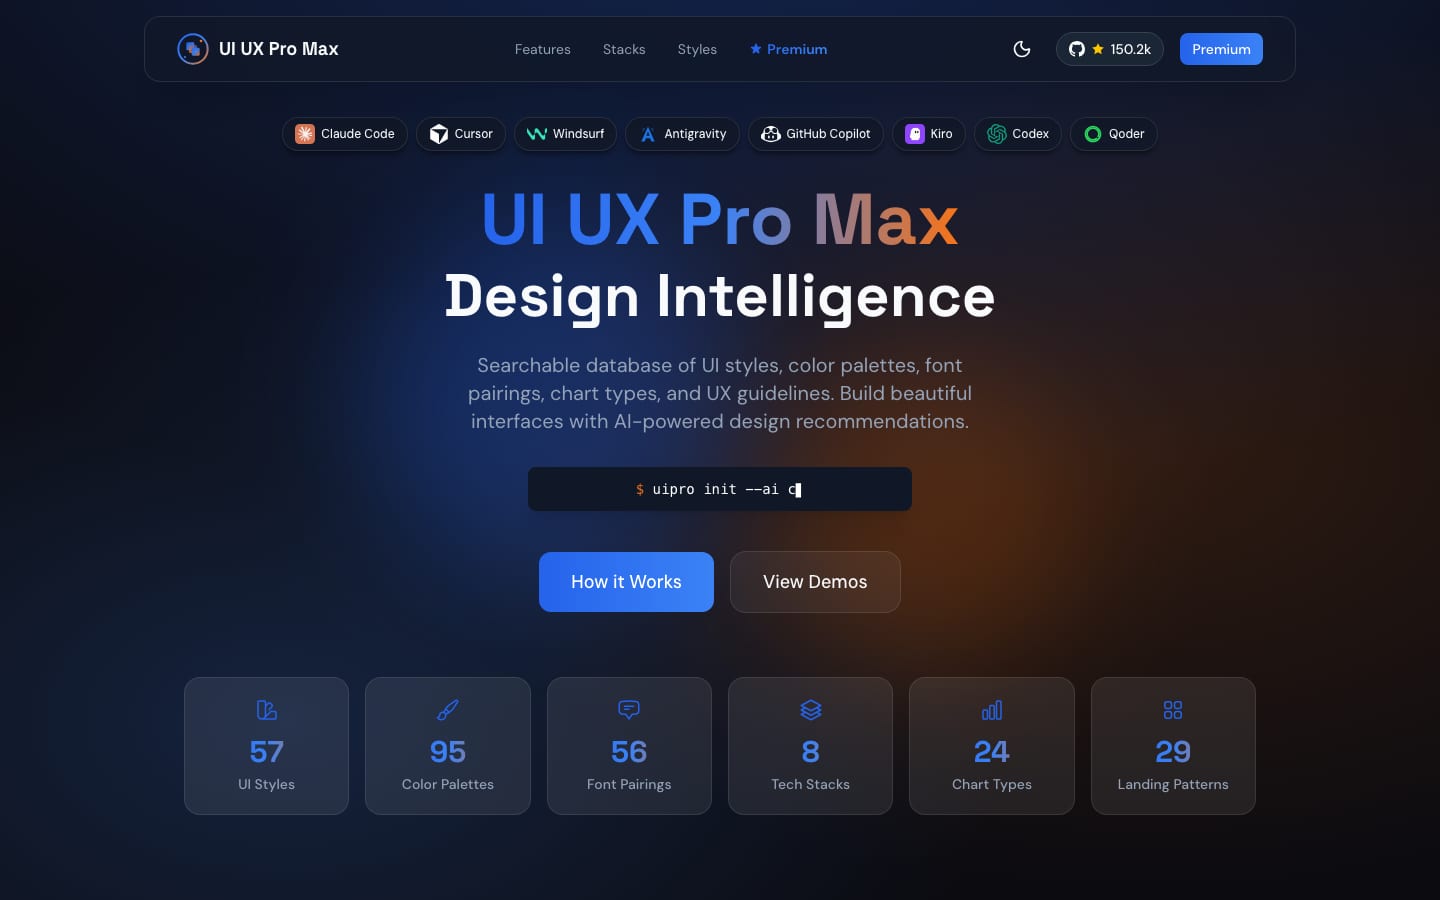 UI UX Pro Max
Features
Stacks
Styles
Premium
150.2k
Premium
Claude Code
Cursor
Windsurf
Antigravity
GitHub Copilot
Kiro
Codex
Qoder
UI UX Pro Max
Design Intelligence
Searchable database of UI styles, color palettes, font
pairings, chart types, and UX guidelines. Build beautiful
interfaces with AI-powered design recommendations.
$ uipro init --ai c
How it Works
View Demos
57
UI Styles
95
Color Palettes
56
Font Pairings
8
Tech Stacks
24
Chart Types
29
Landing Patterns